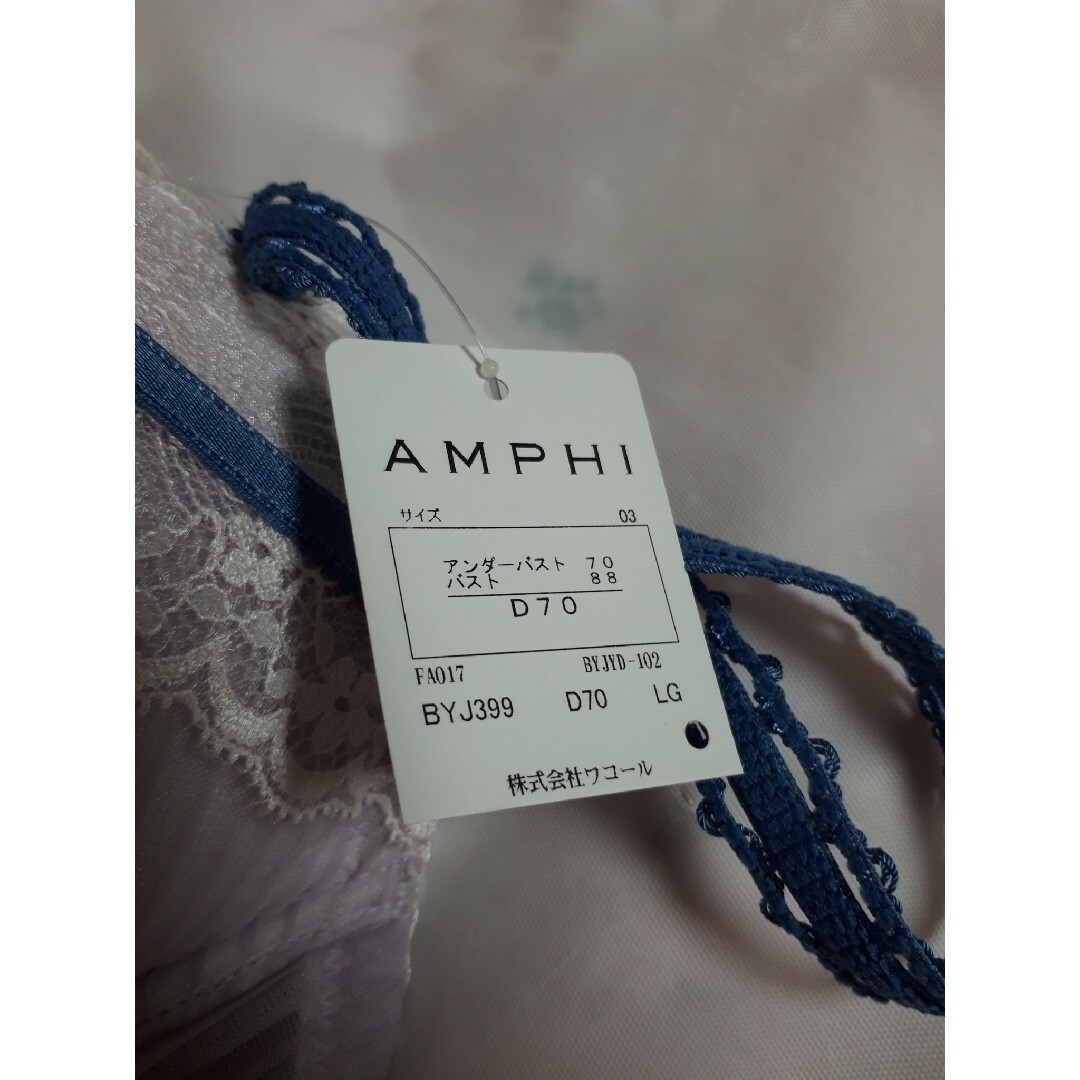 AMPHI
サイズ 03
アンダーバスト 70
バスト 88
D70
FA017 BYJYD-102
BYJ399 D70 LG
株式会社ワコール